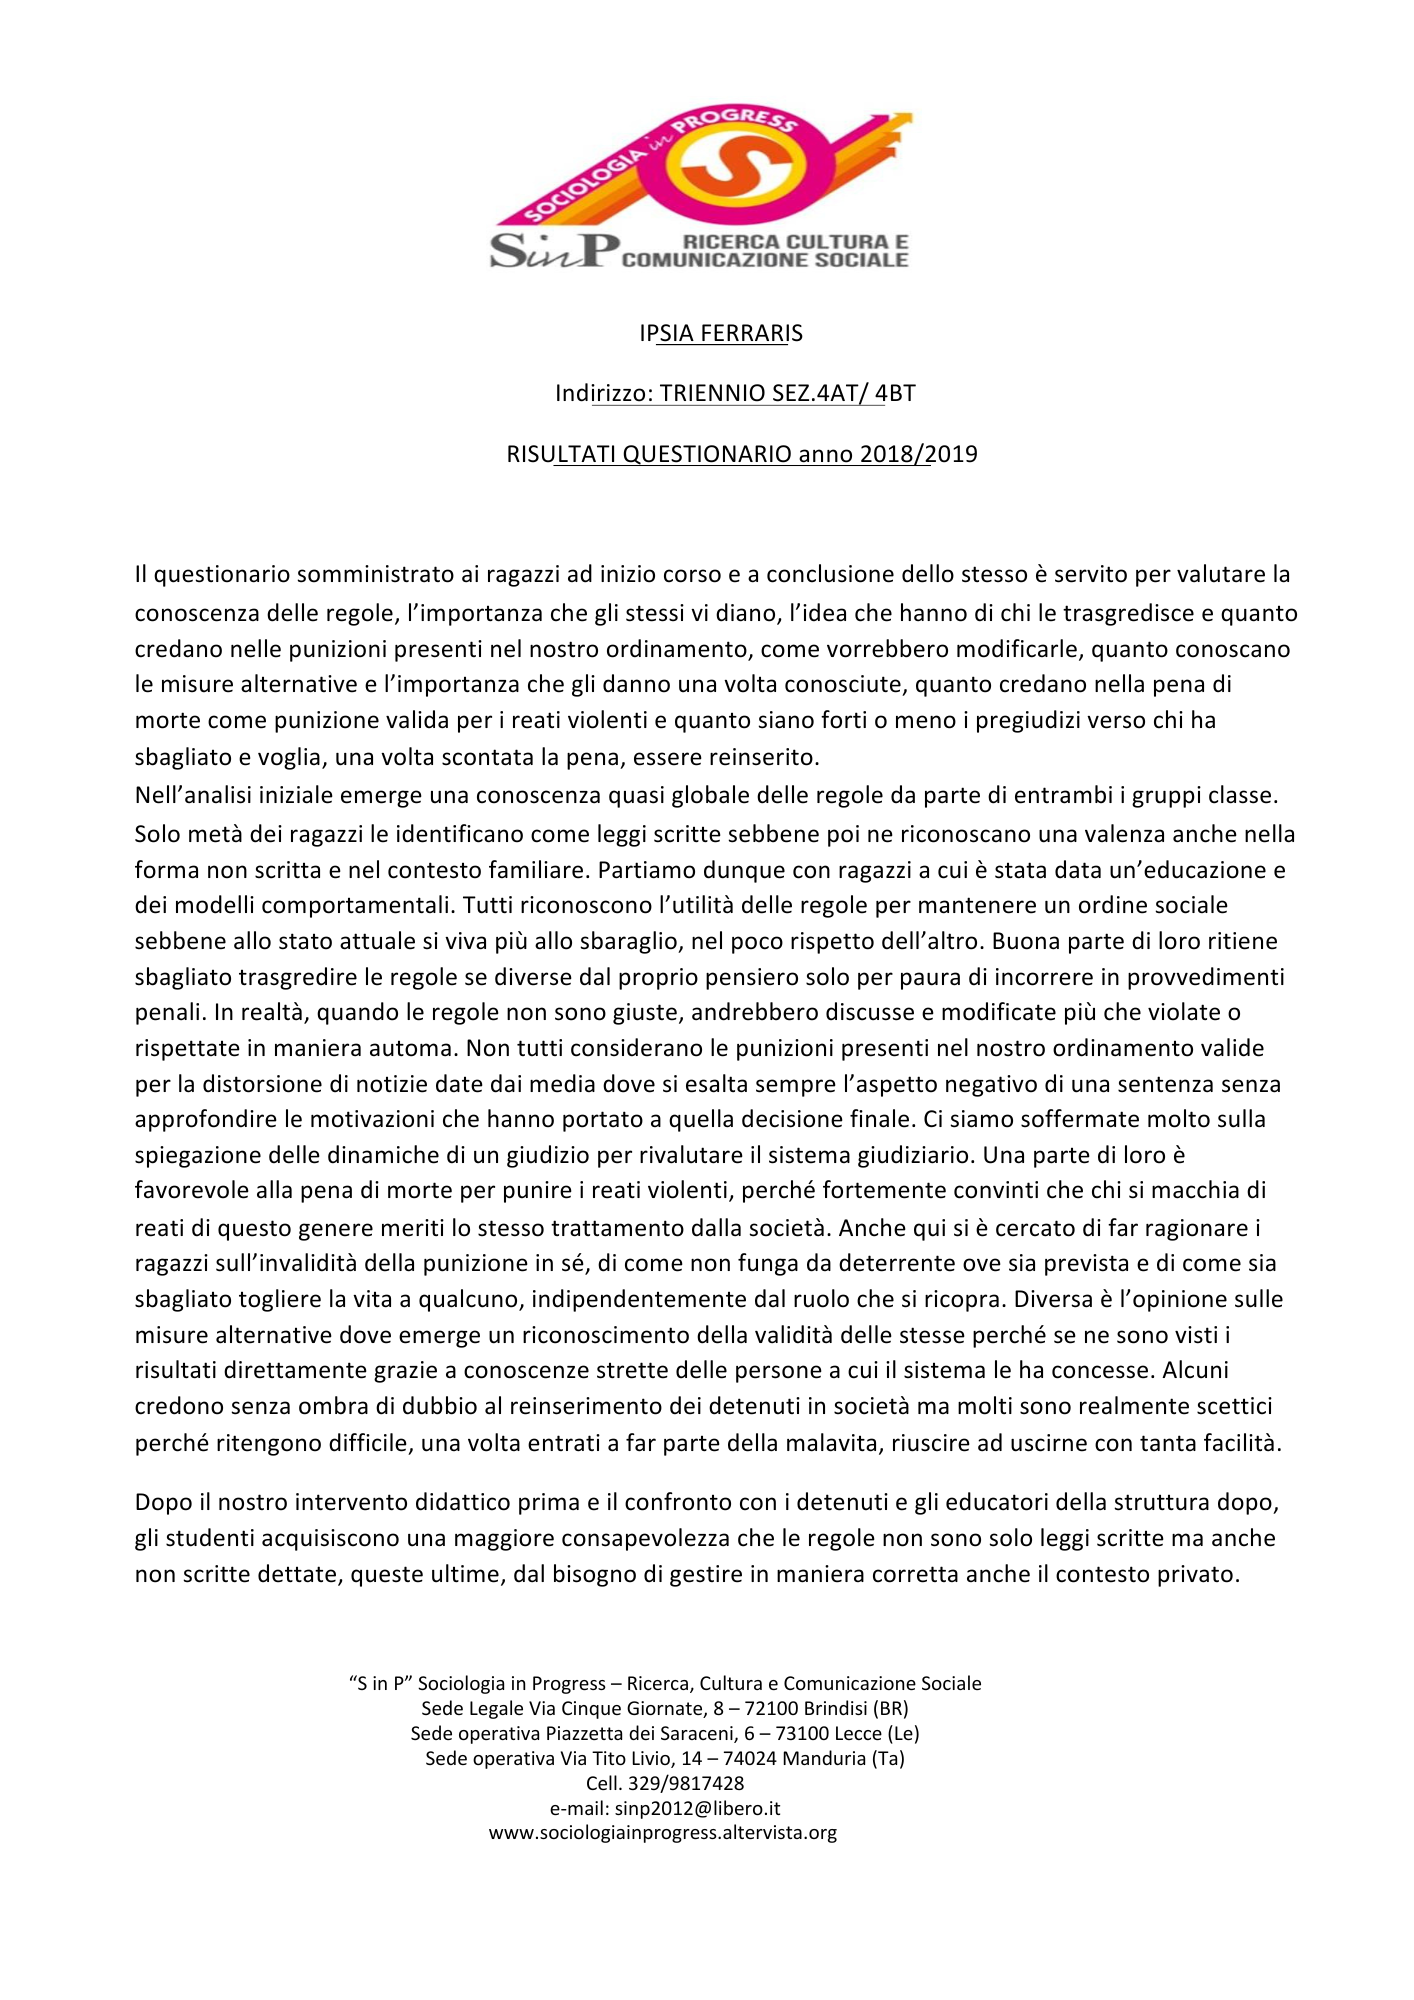 SOCIOLOGIA in PROGRESS
S
SinP RICERCA CULTURA E
COMUNICAZIONE SOCIALE
IPSIA FERRARIS
Indirizzo: TRIENNIO SEZ.4AT/ 4BT
RISULTATI QUESTIONARIO anno 2018/2019
Il questionario somministrato ai ragazzi ad inizio corso e a conclusione dello stesso è servito per valutare la
conoscenza delle regole, l’importanza che gli stessi vi diano, l’idea che hanno di chi le trasgredisce e quanto
credano nelle punizioni presenti nel nostro ordinamento, come vorrebbero modificarle, quanto conoscano
le misure alternative e l’importanza che gli danno una volta conosciute, quanto credano nella pena di
morte come punizione valida per i reati violenti e quanto siano forti o meno i pregiudizi verso chi ha
sbagliato e voglia, una volta scontata la pena, essere reinserito.
Nell’analisi iniziale emerge una conoscenza quasi globale delle regole da parte di entrambi i gruppi classe.
Solo metà dei ragazzi le identificano come leggi scritte sebbene poi ne riconoscano una valenza anche nella
forma non scritta e nel contesto familiare. Partiamo dunque con ragazzi a cui è stata data un’educazione e
dei modelli comportamentali. Tutti riconoscono l’utilità delle regole per mantenere un ordine sociale
sebbene allo stato attuale si viva più allo sbaraglio, nel poco rispetto dell’altro. Buona parte di loro ritiene
sbagliato trasgredire le regole se diverse dal proprio pensiero solo per paura di incorrere in provvedimenti
penali. In realtà, quando le regole non sono giuste, andrebbero discusse e modificate più che violate o
rispettate in maniera automa. Non tutti considerano le punizioni presenti nel nostro ordinamento valide
per la distorsione di notizie date dai media dove si esalta sempre l’aspetto negativo di una sentenza senza
approfondire le motivazioni che hanno portato a quella decisione finale. Ci siamo soffermate molto sulla
spiegazione delle dinamiche di un giudizio per rivalutare il sistema giudiziario. Una parte di loro è
favorevole alla pena di morte per punire i reati violenti, perché fortemente convinti che chi si macchia di
reati di questo genere meriti lo stesso trattamento dalla società. Anche qui si è cercato di far ragionare i
ragazzi sull’invalidità della punizione in sé, di come non funga da deterrente ove sia prevista e di come sia
sbagliato togliere la vita a qualcuno, indipendentemente dal ruolo che si ricopra. Diversa è l’opinione sulle
misure alternative dove emerge un riconoscimento della validità delle stesse perché se ne sono visti i
risultati direttamente grazie a conoscenze strette delle persone a cui il sistema le ha concesse. Alcuni
credono senza ombra di dubbio al reinserimento dei detenuti in società ma molti sono realmente scettici
perché ritengono difficile, una volta entrati a far parte della malavita, riuscire ad uscirne con tanta facilità.
Dopo il nostro intervento didattico prima e il confronto con i detenuti e gli educatori della struttura dopo,
gli studenti acquisiscono una maggiore consapevolezza che le regole non sono solo leggi scritte ma anche
non scritte dettate, queste ultime, dal bisogno di gestire in maniera corretta anche il contesto privato.
“S in P” Sociologia in Progress – Ricerca, Cultura e Comunicazione Sociale
Sede Legale Via Cinque Giornate, 8 – 72100 Brindisi (BR)
Sede operativa Piazzetta dei Saraceni, 6 – 73100 Lecce (Le)
Sede operativa Via Tito Livio, 14 – 74024 Manduria (Ta)
Cell. 329/9817428
e-mail: sinp2012@libero.it
www.sociologiainprogress.altervista.org